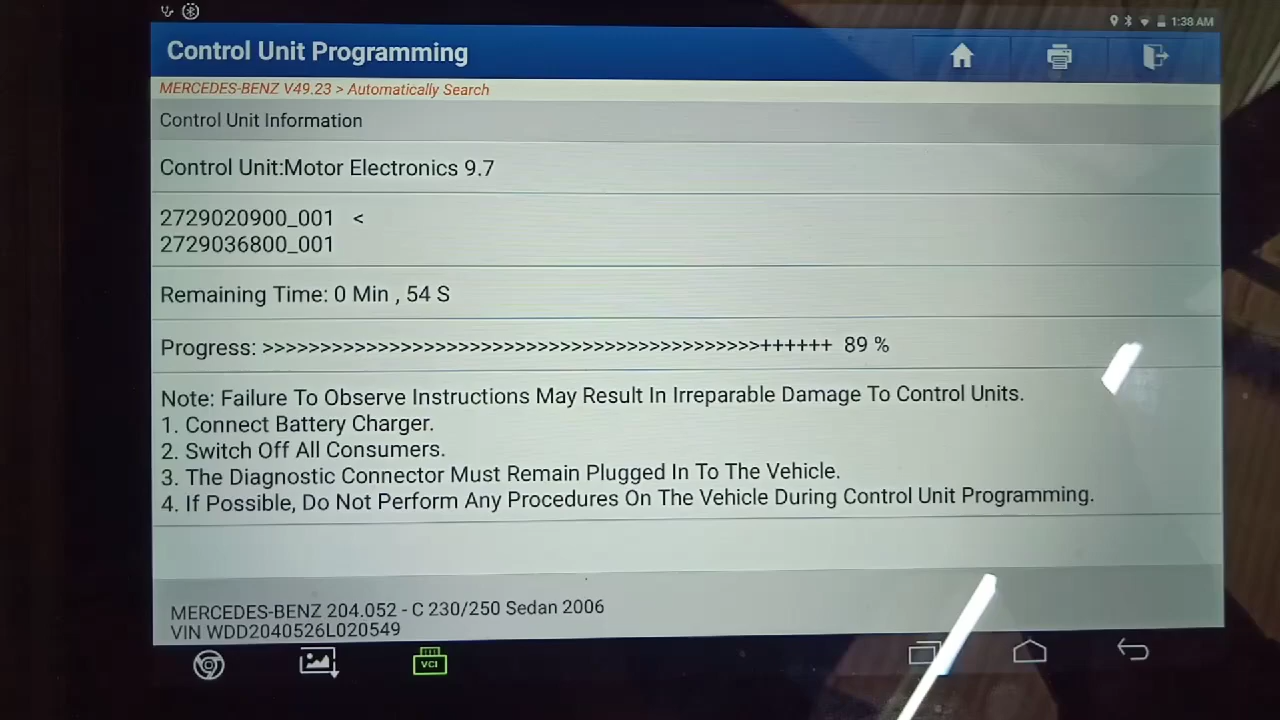 1:38 AM
Control Unit Programming
MERCEDES-BENZ V49.23 > Automatically Search
Control Unit Information
Control Unit:Motor Electronics 9.7
2729020900_001 <
2729036800_001
Remaining Time: 0 Min , 54 S
Progress: >>>>>>>>>>>>>>>>>>>>>>>>>>>>>>>>>>>>>>>>>>>++++++ 89 %
Note: Failure To Observe Instructions May Result In Irreparable Damage To Control Units.
1. Connect Battery Charger.
2. Switch Off All Consumers.
3. The Diagnostic Connector Must Remain Plugged In To The Vehicle.
4. If Possible, Do Not Perform Any Procedures On The Vehicle During Control Unit Programming.
MERCEDES-BENZ 204.052 - C 230/250 Sedan 2006
VIN WDD2040526L020549
VCI